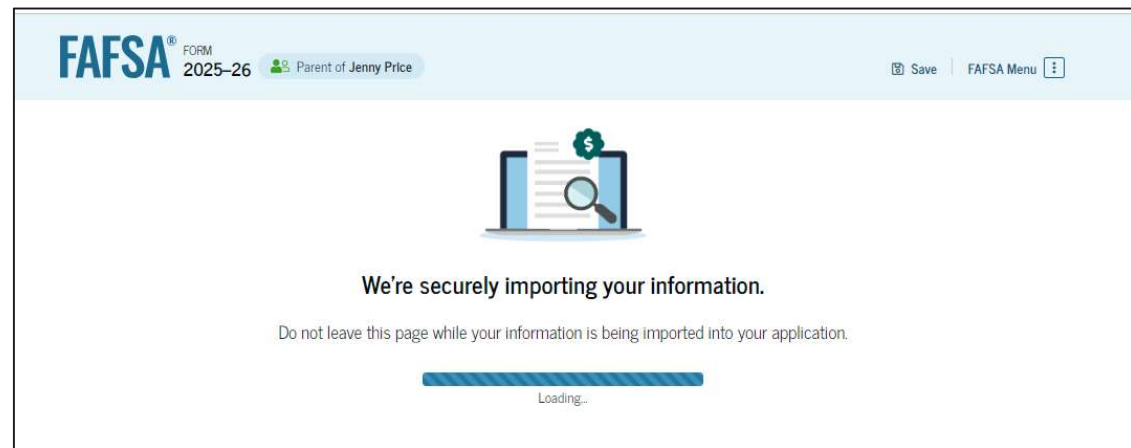 FAFSA® FORM 2025–26 Parent of Jenny Price Save FAFSA Menu
$
We're securely importing your information.
Do not leave this page while your information is being imported into your application.
Loading...